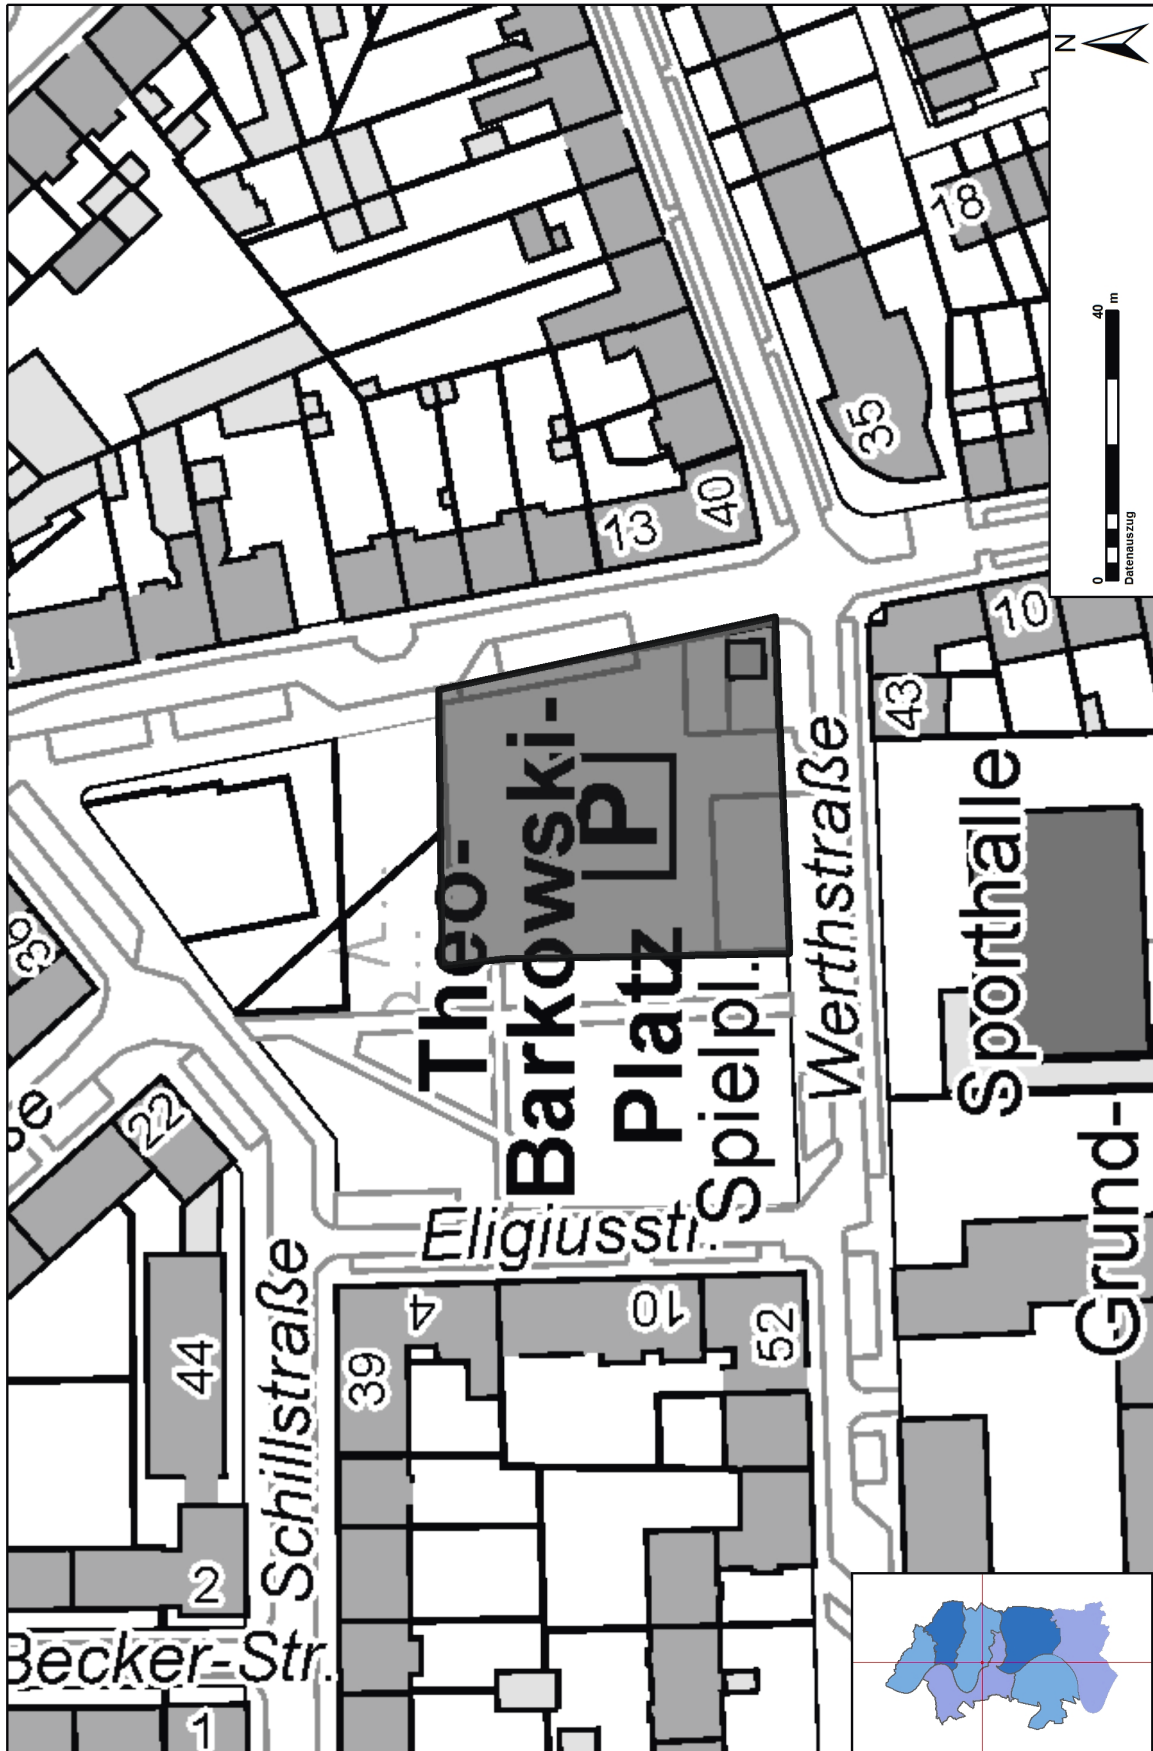 Becker-Str.
1
2
44
Schillstraße
22
39
4
10
52
Eligiusstr.
Theo-
Barkowski-
Platz
P
Spielpl.
Werthstraße
Sporthalle
Grund-
43
10
13
40
35
18
N
0
40
m
Datenauszug